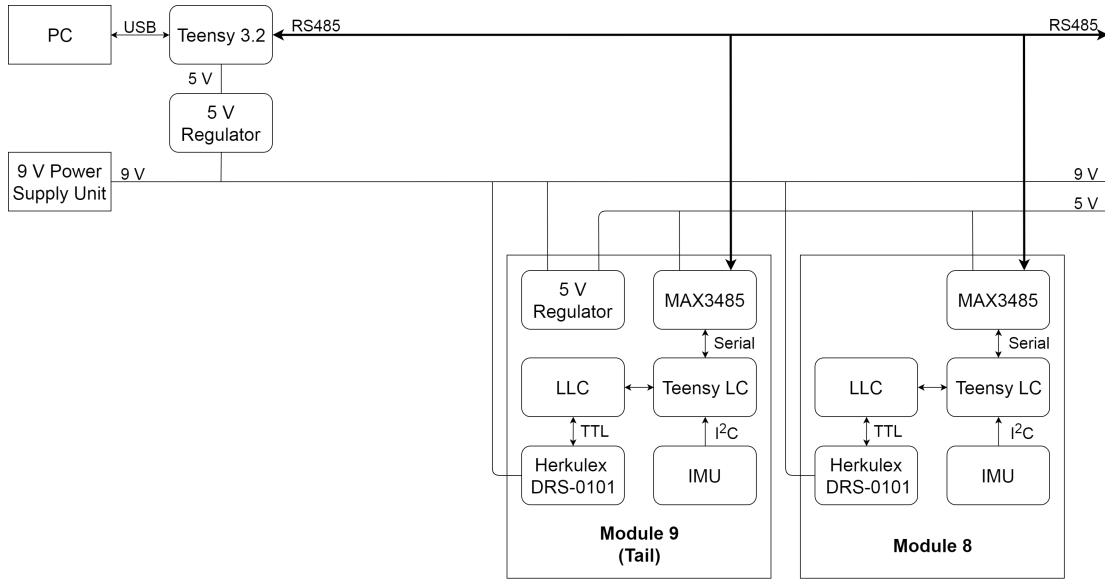 PC
USB
Teensy 3.2
RS485
RS485
5 V
5 V
Regulator
9 V Power
Supply Unit
9 V
9 V
5 V
5 V
Regulator
MAX3485
Serial
LLC
Teensy LC
TTL
I²C
Herkulex
DRS-0101
IMU
Module 9
(Tail)
MAX3485
Serial
LLC
Teensy LC
TTL
I²C
Herkulex
DRS-0101
IMU
Module 8